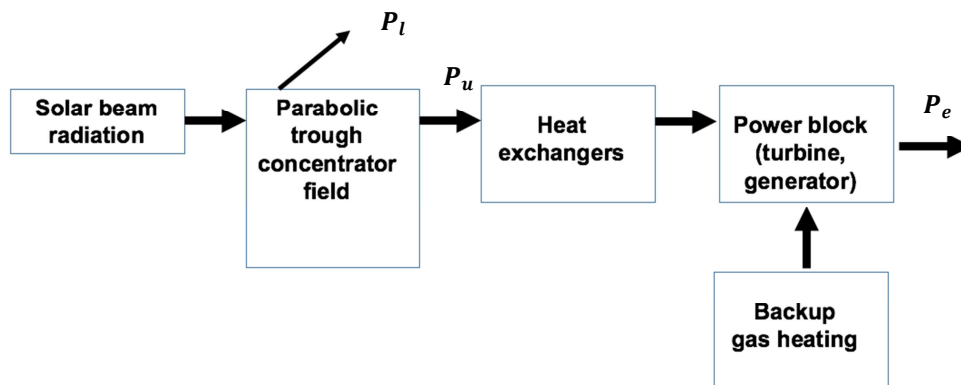 P_l
P_u
P_e
Solar beam
radiation
Parabolic
trough
concentrator
field
Heat
exchangers
Power block
(turbine,
generator)
Backup
gas heating